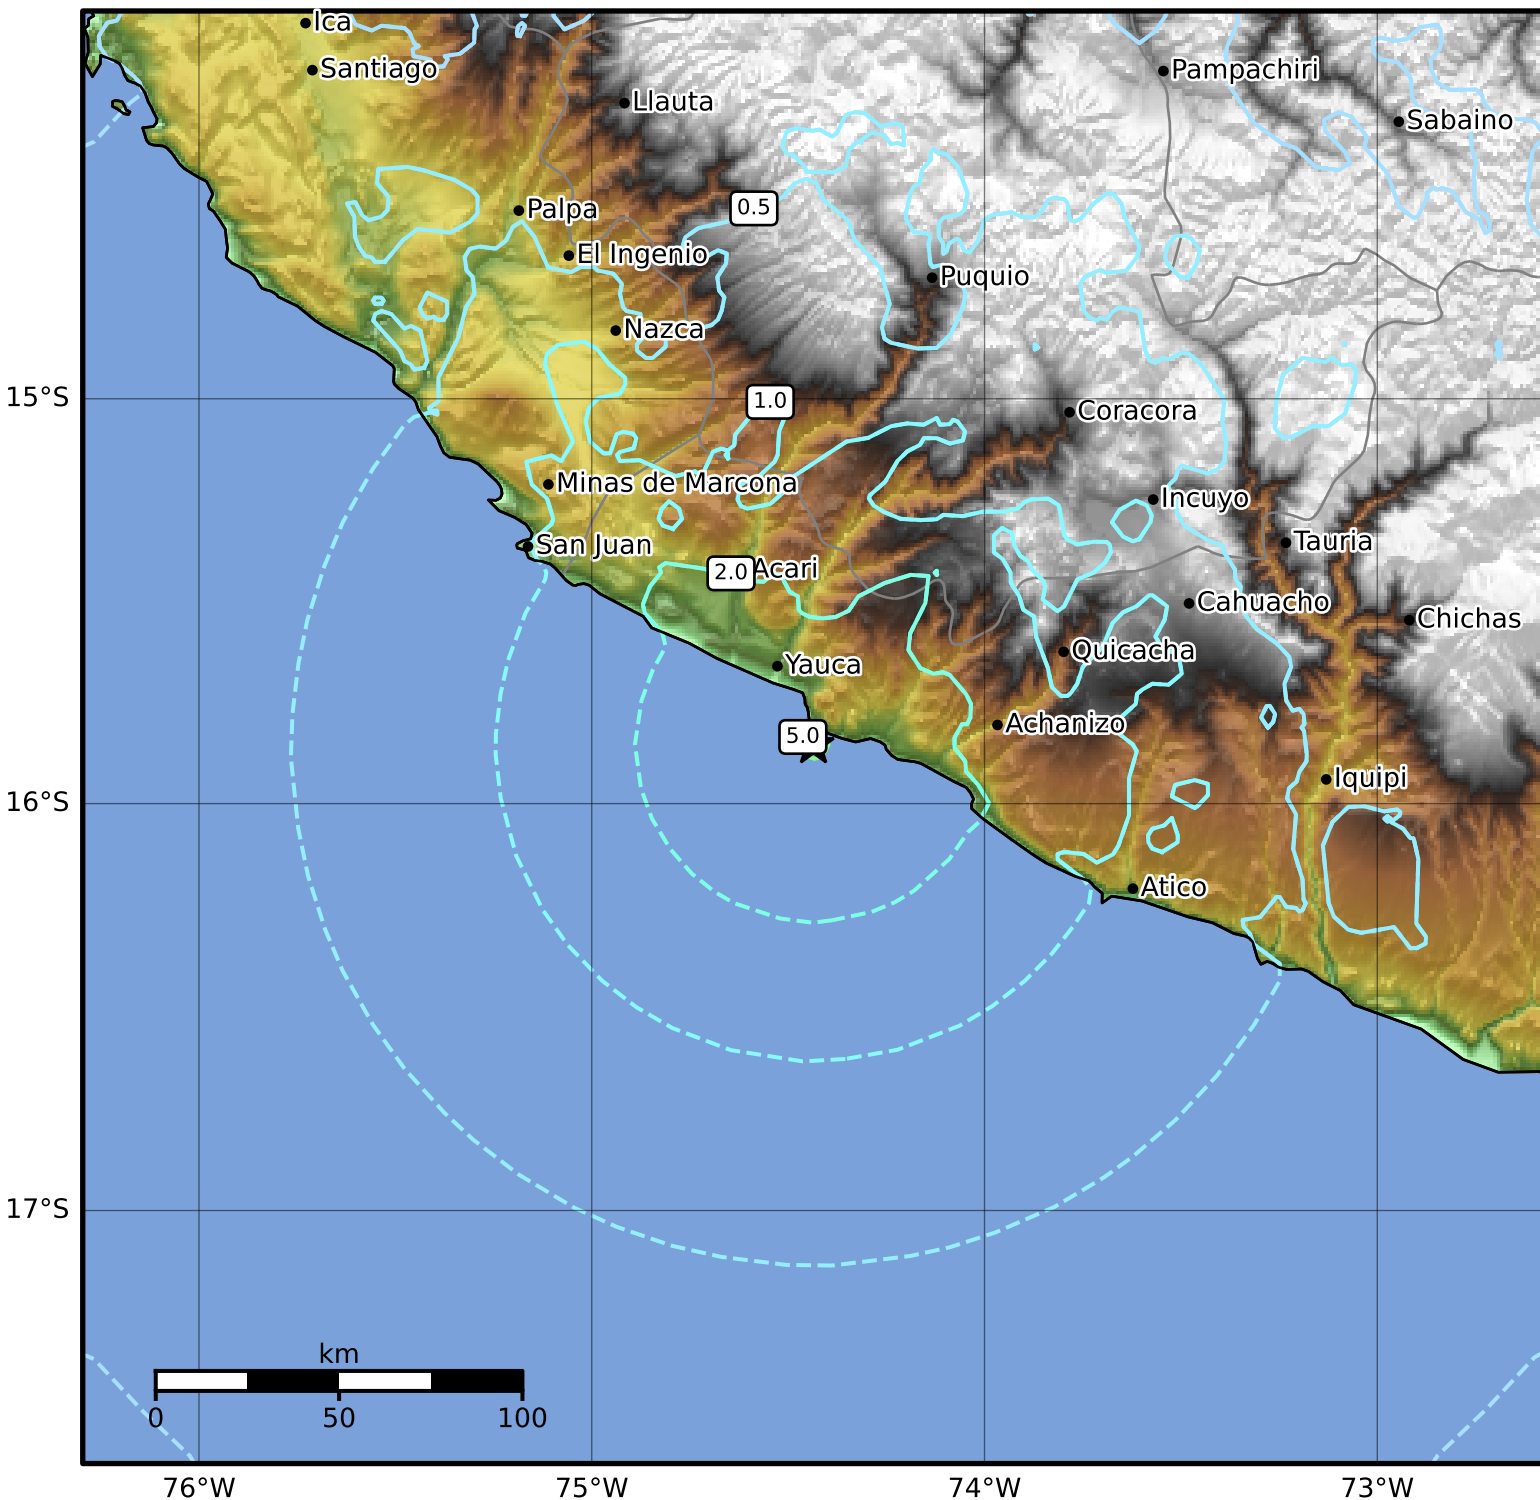 Ica
Santiago
Pampachiri
Llauta
Sabaino
0.5
Palpa
El Ingenio
Puquio
Nazca
15°S
1.0
Coracora
Minas de Marcona
Incuyo
San Juan
Tauria
2.0
Acari
Cahuacho
Chichas
Quicacha
Yauca
Achanizo
5.0
Iquipi
16°S
Atico
17°S
km
0 50 100
76°W 75°W 74°W 73°W